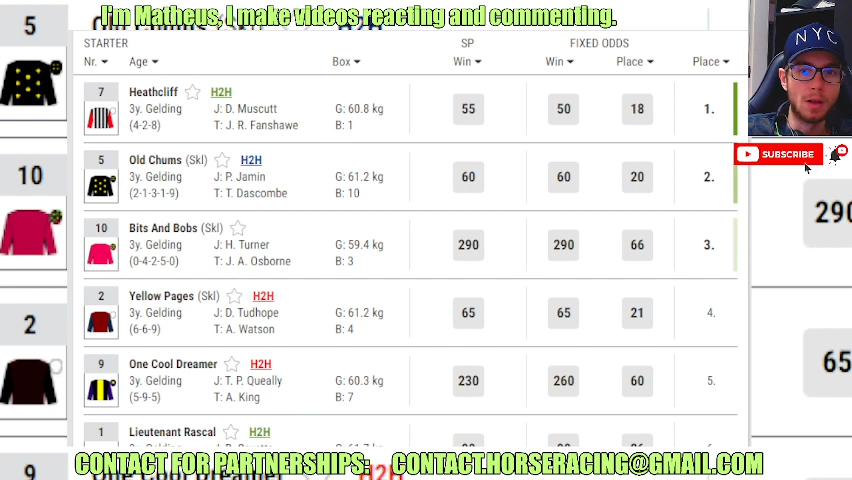 I'm Matheus, I make videos reacting and commenting.
5
10
2
9
290
65
NYC
SUBSCRIBE
STARTER SP FIXED ODDS
Nr. Age Box Win Win Place Place
7 Heathcliff H2H
3y. Gelding J: D. Muscutt G: 60.8 kg 55 50 18 1.
(4-2-8) T: J. R. Fanshawe B: 1
5 Old Chums (Skl) H2H
3y. Gelding J: P. Jamin G: 61.2 kg 60 60 20 2.
(2-1-3-1-9) T: T. Dascombe B: 10
10 Bits And Bobs (Skl)
3y. Gelding J: H. Turner G: 59.4 kg 290 290 66 3.
(0-4-2-5-0) T: J. A. Osborne B: 3
2 Yellow Pages (Skl) H2H
3y. Gelding J: D. Tudhope G: 61.2 kg 65 65 21 4.
(6-6-9) T: A. Watson B: 4
9 One Cool Dreamer H2H
3y. Gelding J: T. P. Queally G: 60.3 kg 230 260 60 5.
(5-9-5) T: A. King B: 7
1 Lieutenant Rascal H2H
CONTACT FOR PARTNERSHIPS: CONTACT.HORSERACING@GMAIL.COM